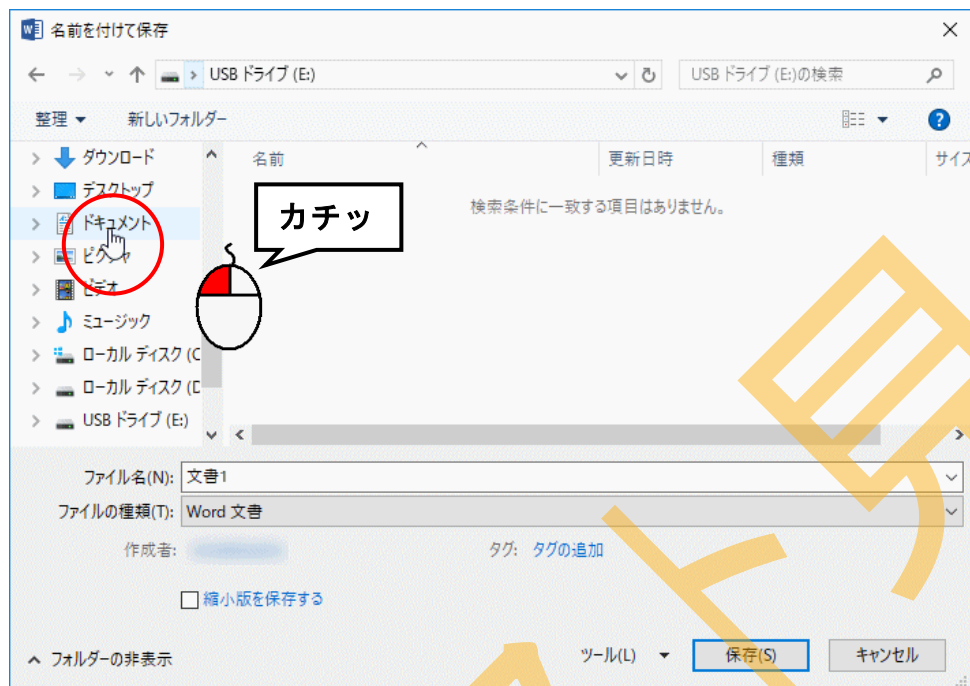 名前を付けて保存
USB ドライブ (E:)
USB ドライブ (E:)の検索
整理
新しいフォルダー
ダウンロード
名前
更新日時
種類
サイズ
デスクトップ
検索条件に一致する項目はありません。
カチッ
ドキュメント
ピクチャ
ビデオ
ミュージック
ローカル ディスク (C
ローカル ディスク (D
USB ドライブ (E:)
ファイル名(N): 文書1
ファイルの種類(T): Word 文書
作成者:
タグ: タグの追加
縮小版を保存する
フォルダーの非表示
ツール(L)
保存(S)
キャンセル